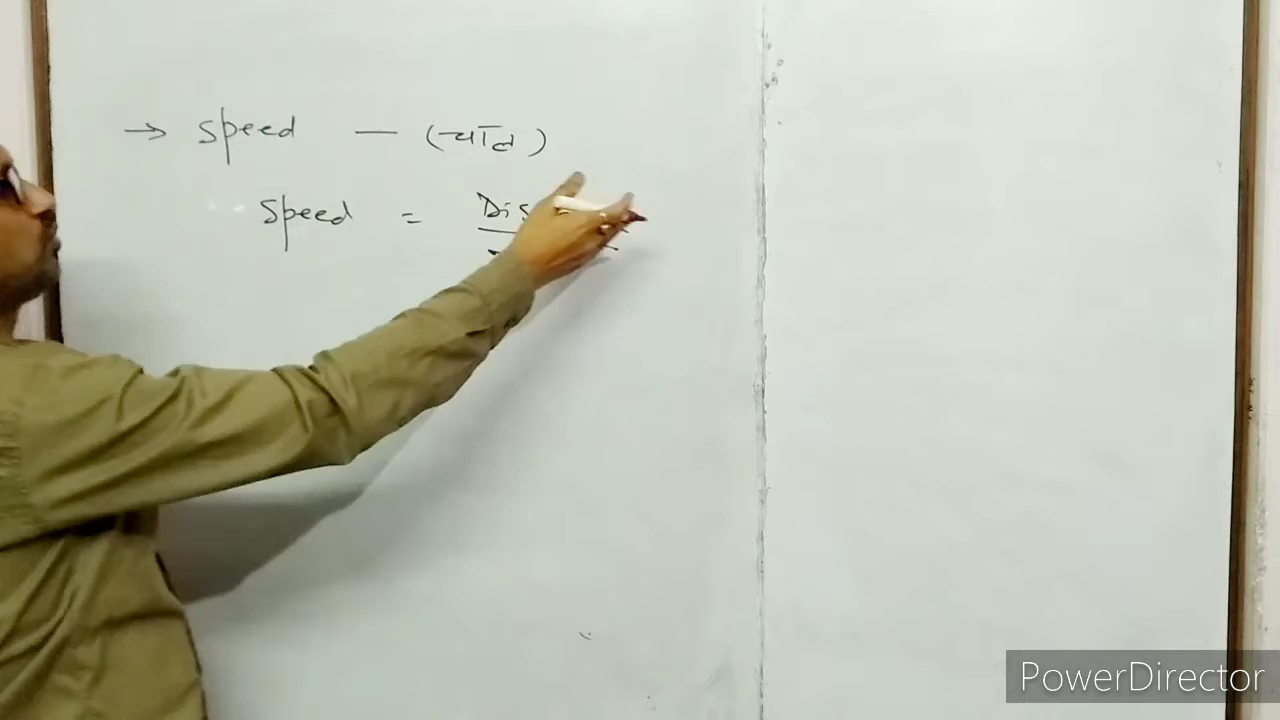 → Speed — (चाल)
Speed = Dis
PowerDirector